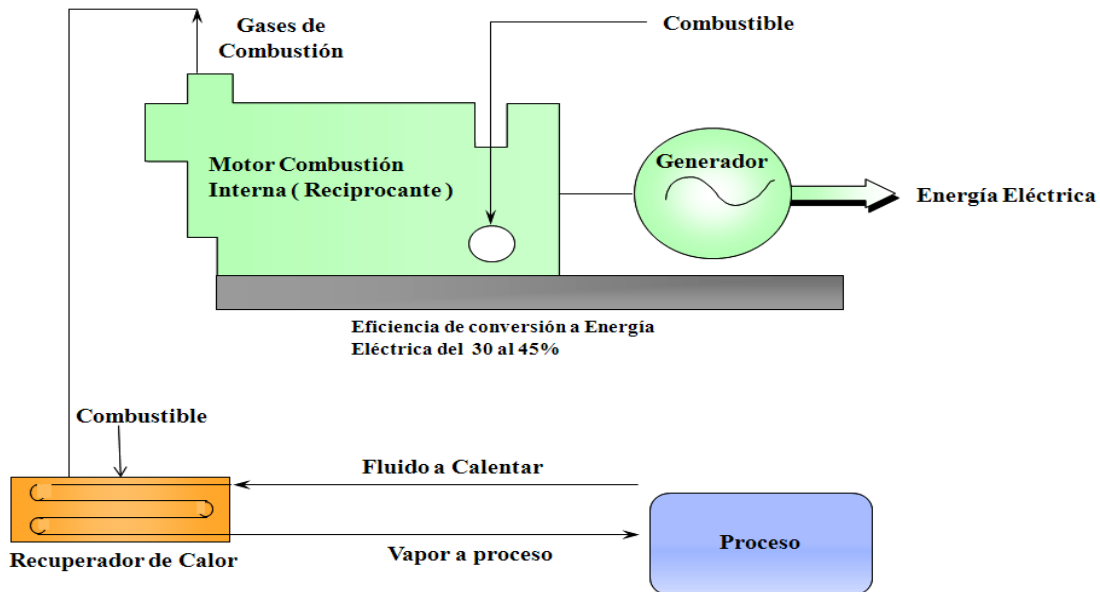 Gases de
Combustión
Combustible
Motor Combustión
Interna ( Reciprocante )
Generador
Energía Eléctrica
Eficiencia de conversión a Energía
Eléctrica del 30 al 45%
Combustible
Fluido a Calentar
Vapor a proceso
Proceso
Recuperador de Calor